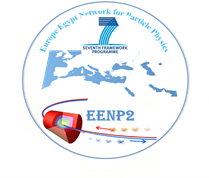 Europe Egypt Network for Particle Physics
SEVENTH FRAMEWORK
PROGRAMME
EENP2